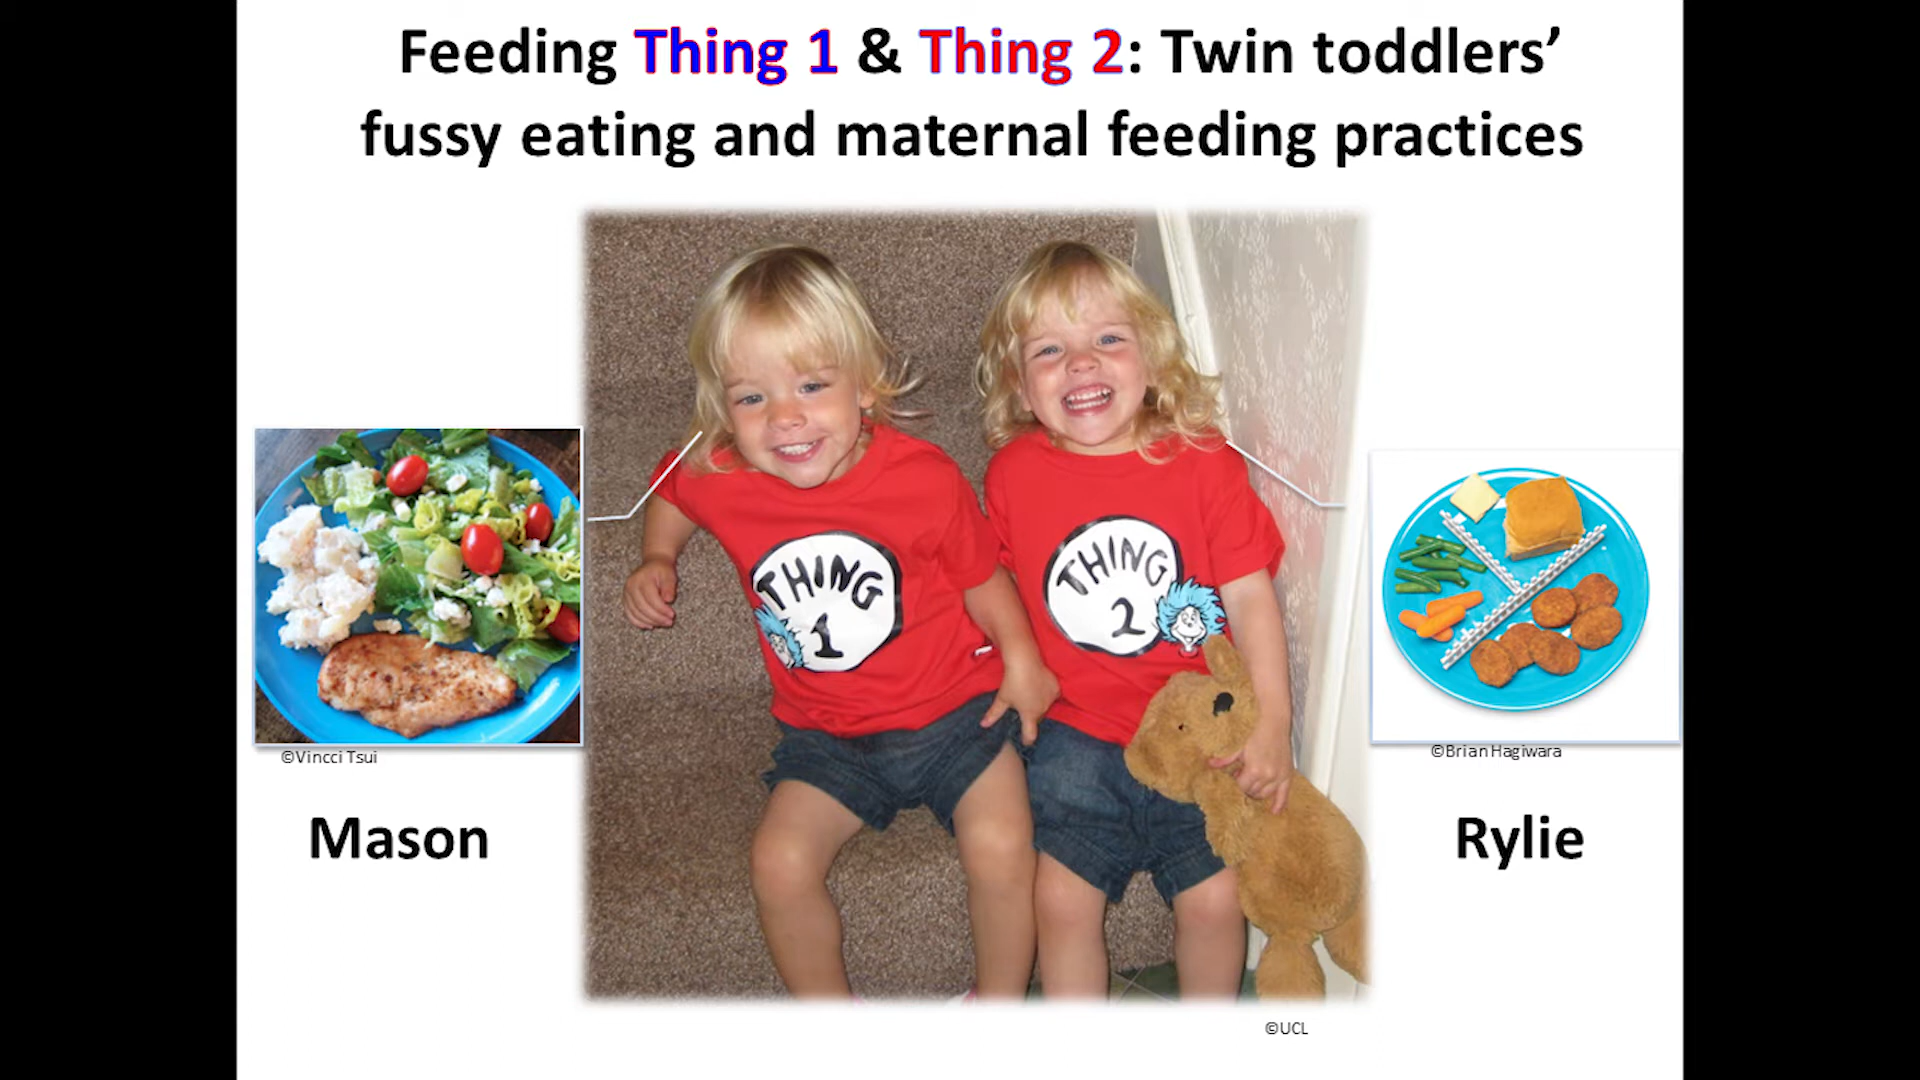 Feeding Thing 1 & Thing 2: Twin toddlers’
fussy eating and maternal feeding practices
THING
1
THING
2
©Vincci Tsui
©Brian Hagiwara
Mason
Rylie
©UCL